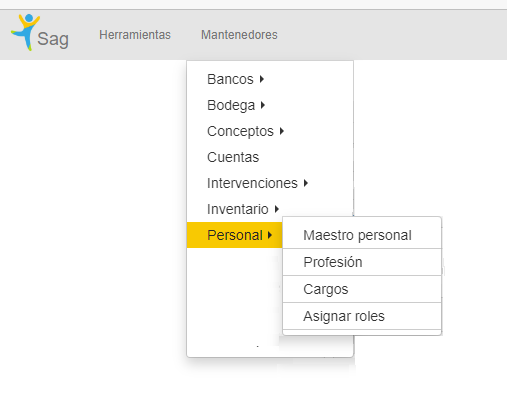 Sag
Herramientas
Mantenedores
Bancos
Bodega
Conceptos
Cuentas
Intervenciones
Inventario
Personal
Maestro personal
Profesión
Cargos
Asignar roles